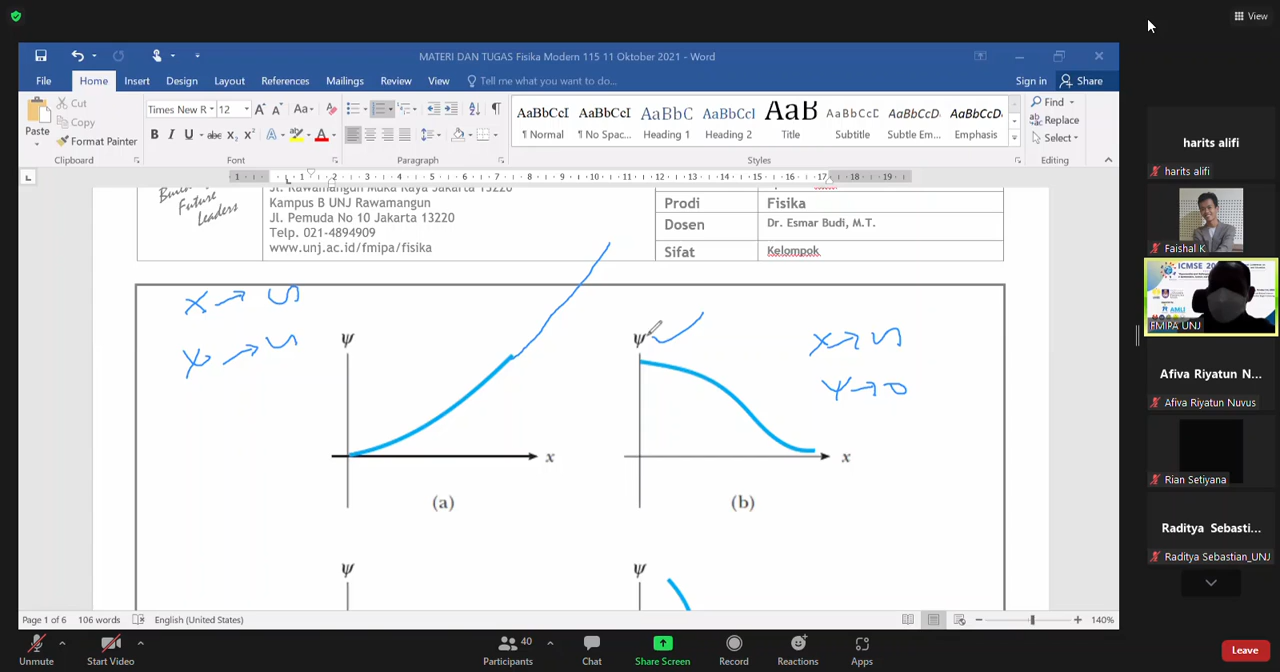 View
MATERI DAN TUGAS Fisika Modern 115 11 Oktober 2021 - Word
File Home Insert Design Layout References Mailings Review View Tell me what you want to do... Sign in Share
Paste
Cut
Copy
Format Painter
Clipboard
Times New R 12
Font
Paragraph
AaBbCcI AaBbCcI AaBbC AaBbCcI AaB AaBbCcD AaBbCcD AaBbCcD
¶ Normal ¶ No Spac... Heading 1 Heading 2 Title Subtitle Subtle Em... Emphasis
Styles
Find
Replace
Select
Editing
Build
Future
Leaders
Jl. Rawamangun Muka Raya Jakarta 13220
Kampus B UNJ Rawamangun
Jl. Pemuda No 10 Jakarta 13220
Telp. 021-4894909
www.unj.ac.id/fmipa/fisika
Prodi Fisika
Dosen Dr. Esmar Budi, M.T.
Sifat Kelompok
ψ
x
(a)
ψ
x
(b)
x →
ψ →
x →
ψ → 0
ψ
ψ
Page 1 of 6 106 words English (United States) 140%
harits alifi
harits alifi
Faishal K
ICMSE 20
AMLI
FMIPA UNJ
Afiva Riyatun N...
Afiva Riyatun Nuvus
Rian Setiyana
Raditya Sebasti...
Raditya Sebastian_UNJ
Unmute Start Video Participants 40 Chat Share Screen Record Reactions Apps Leave